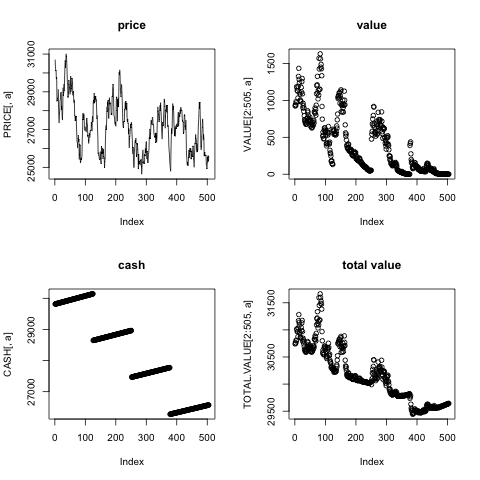 price
value
PRICE[, a]
25000 27000 29000 31000
VALUE[2:505, a]
0 500 1000 1500
0 100 200 300 400 500
0 100 200 300 400 500
Index
Index
cash
total value
CASH[, a]
27000 29000
TOTAL.VALUE[2:505, a]
29500 30500 31500
0 100 200 300 400 500
0 100 200 300 400 500
Index
Index